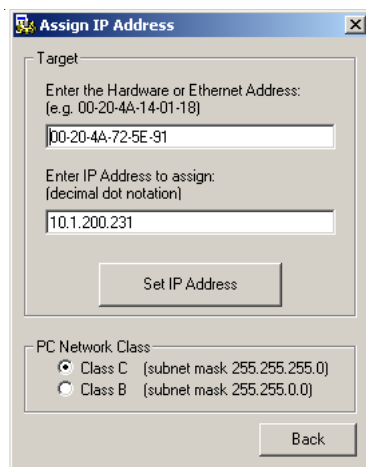 Assign IP Address
Target
Enter the Hardware or Ethernet Address:
(e.g. 00-20-4A-14-01-18)
00-20-4A-72-5E-91
Enter IP Address to assign:
(decimal dot notation)
10.1.200.231
Set IP Address
PC Network Class
Class C (subnet mask 255.255.255.0)
Class B (subnet mask 255.255.0.0)
Back